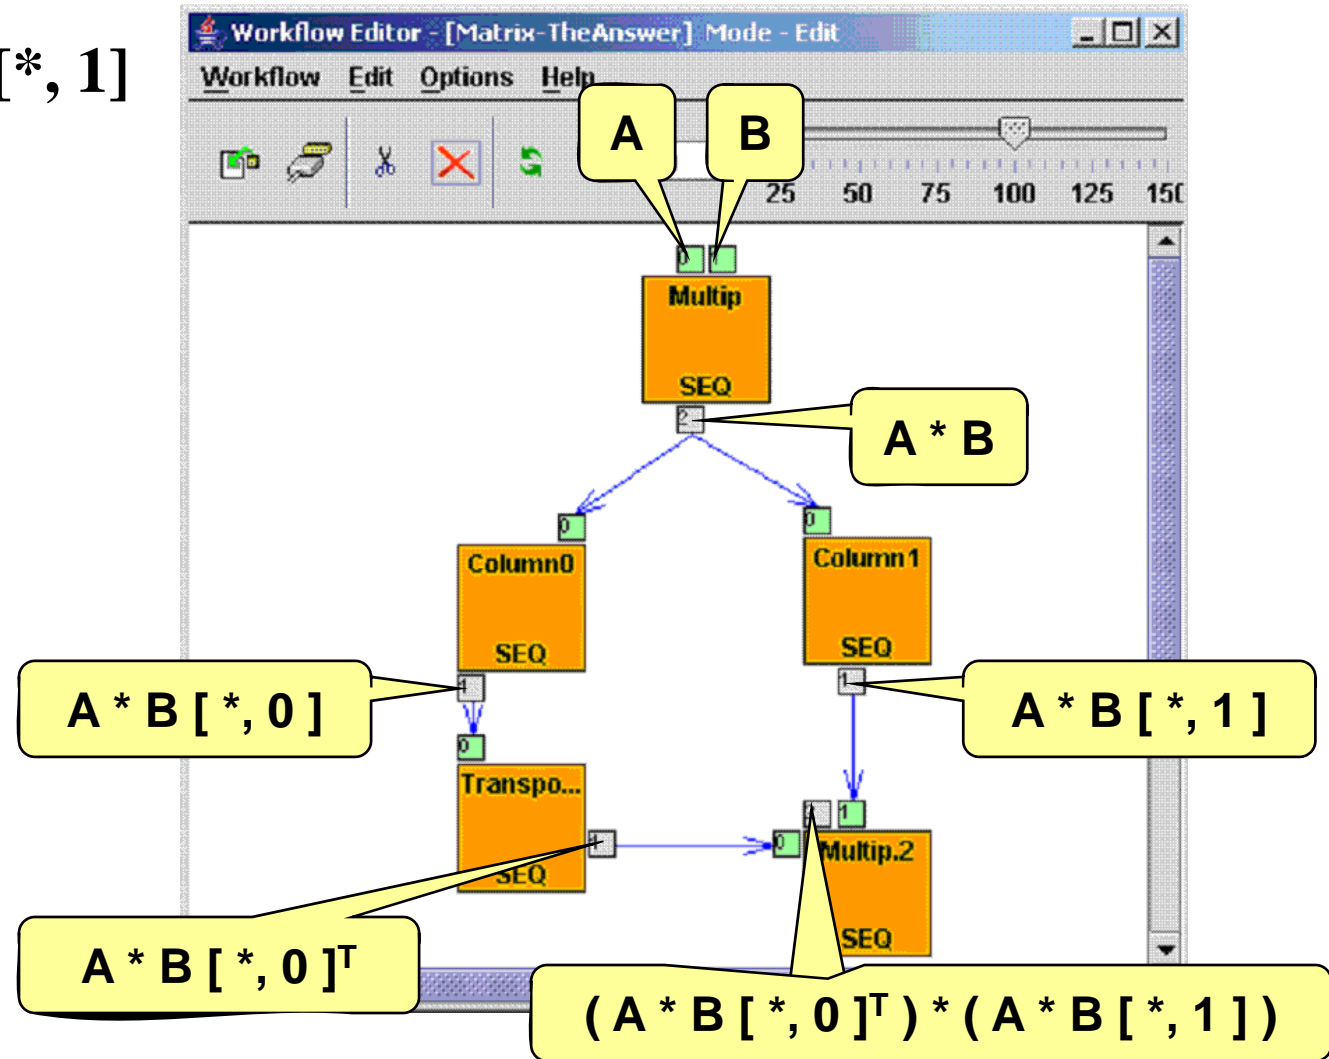 [*, 1]
Workflow Editor - [Matrix-TheAnswer] Mode - Edit
Workflow Edit Options Help
A
B
25 50 75 100 125 150
0
Multip
SEQ
2
A * B
0
0
Column0
Column1
SEQ
SEQ
1
1
A * B [ *, 0 ]
A * B [ *, 1 ]
0
Transpo...
1
1
0
Multip.2
SEQ
SEQ
A * B [ *, 0 ]ᵀ
( A * B [ *, 0 ]ᵀ ) * ( A * B [ *, 1 ] )